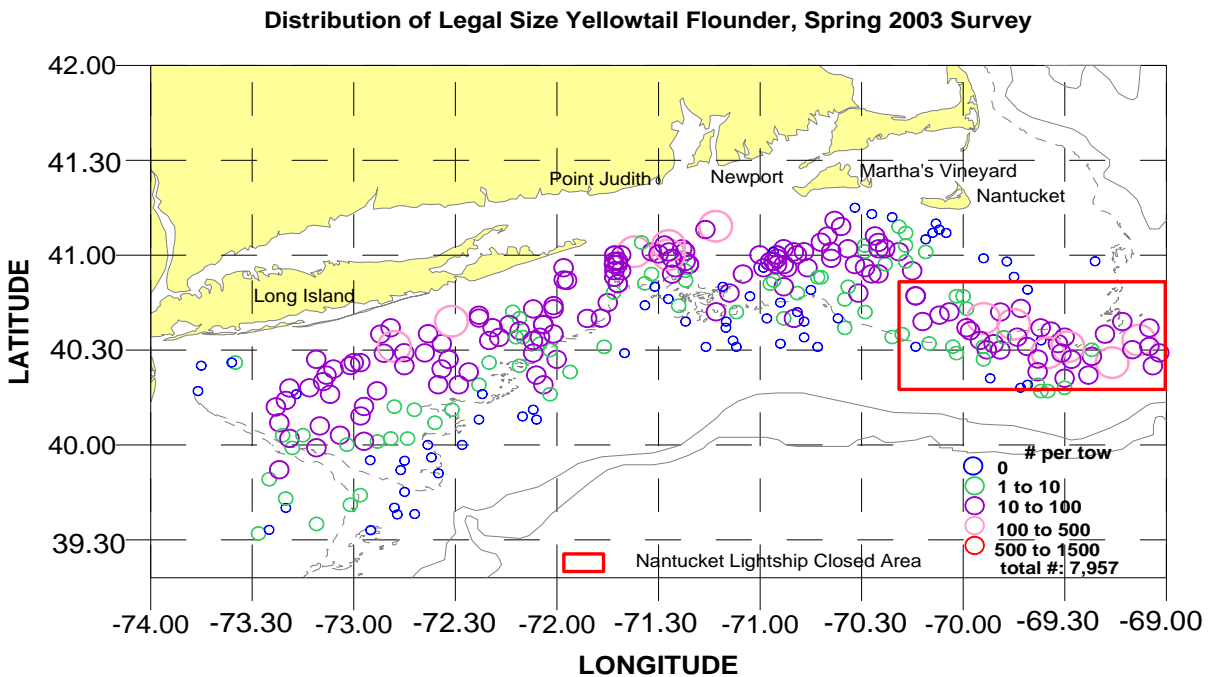 Distribution of Legal Size Yellowtail Flounder, Spring 2003 Survey
42.00
41.30
41.00
40.30
40.00
39.30
LATITUDE
Point Judith
Newport
Martha's Vineyard
Nantucket
Long Island
# per tow
0
1 to 10
10 to 100
100 to 500
500 to 1500
total #: 7,957
Nantucket Lightship Closed Area
-74.00 -73.30 -73.00 -72.30 -72.00 -71.30 -71.00 -70.30 -70.00 -69.30 -69.00
LONGITUDE